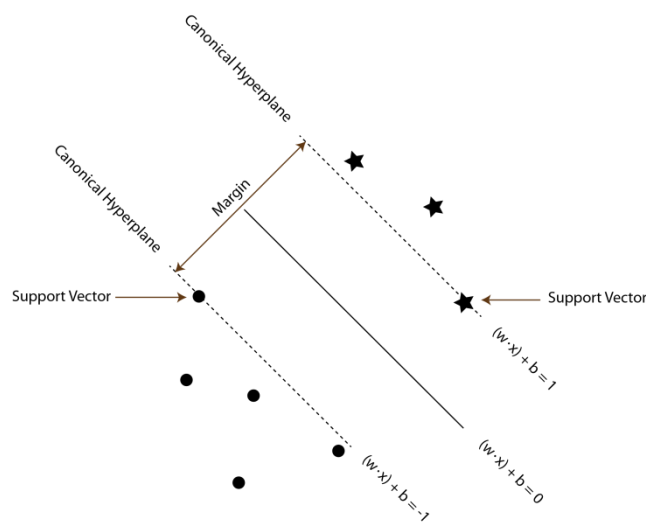 Canonical Hyperplane
Canonical Hyperplane
Margin
Support Vector
Support Vector
(w·x) + b = 1
(w·x) + b = 0
(w·x) + b = -1